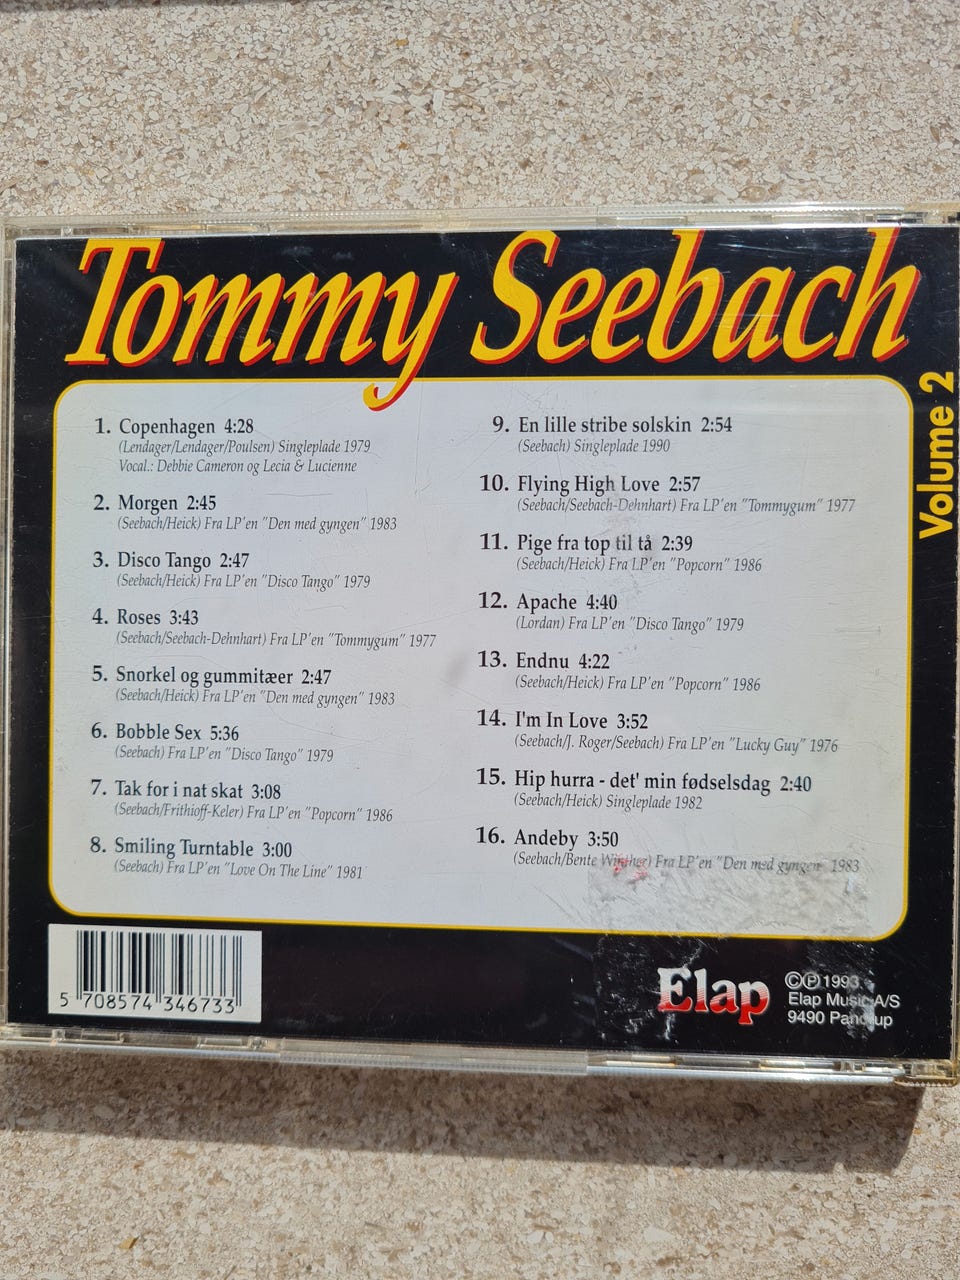 Tommy Seebach
Volume 2
1. Copenhagen 4:28
(Lendager/Lendager/Poulsen) Singleplade 1979
Vocal.: Debbie Cameron og Lecia & Lucienne
2. Morgen 2:45
(Seebach/Heick) Fra LP'en "Den med gyngen" 1983
3. Disco Tango 2:47
(Seebach/Heick) Fra LP'en "Disco Tango" 1979
4. Roses 3:43
(Seebach/Seebach-Dehnhart) Fra LP'en "Tommygum" 1977
5. Snorkel og gummitæer 2:47
(Seebach/Heick) Fra LP'en "Den med gyngen" 1983
6. Bobble Sex 5:36
(Seebach) Fra LP'en "Disco Tango" 1979
7. Tak for i nat skat 3:08
(Seebach/Frithioff-Keler) Fra LP'en "Popcorn" 1986
8. Smiling Turntable 3:00
(Seebach) Fra LP'en "Love On The Line" 1981
9. En lille stribe solskin 2:54
(Seebach) Singleplade 1990
10. Flying High Love 2:57
(Seebach/Seebach-Dehnhart) Fra LP'en "Tommygum" 1977
11. Pige fra top til tå 2:39
(Seebach/Heick) Fra LP'en "Popcorn" 1986
12. Apache 4:40
(Lordan) Fra LP'en "Disco Tango" 1979
13. Endnu 4:22
(Seebach/Heick) Fra LP'en "Popcorn" 1986
14. I'm In Love 3:52
(Seebach/J. Roger/Seebach) Fra LP'en "Lucky Guy" 1976
15. Hip hurra - det' min fødselsdag 2:40
(Seebach/Heick) Singleplade 1982
16. Andeby 3:50
(Seebach/Bente Fra LP'en "Den med gyngen" 1983
5 708574 346733
Elap
©℗ 1993
Elap Music A/S
9490 Pandrup